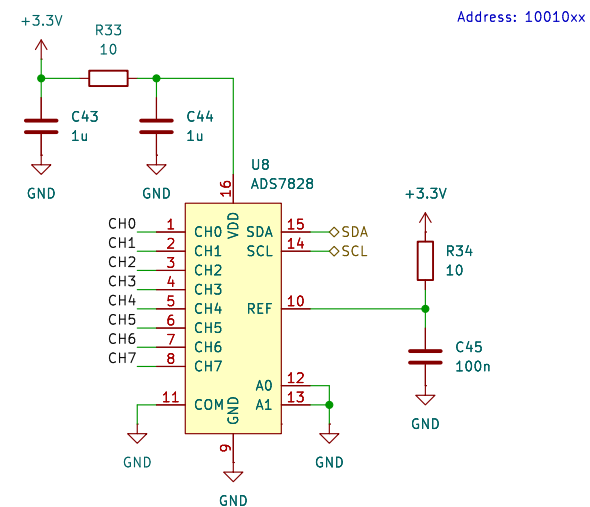 Address: 10010xx
+3.3V
R33
10
C43
1u
C44
1u
GND
GND
U8
ADS7828
16
VDD
+3.3V
CH0 1 CH0 SDA 15 SDA
CH1 2 CH1 SCL 14 SCL
CH2 3 CH2
CH3 4 CH3
CH4 5 CH4 REF 10
CH5 6 CH5
CH6 7 CH6
CH7 8 CH7
R34
10
C45
100n
GND
A0 12
11 COM GND A1 13
9
GND
GND
GND